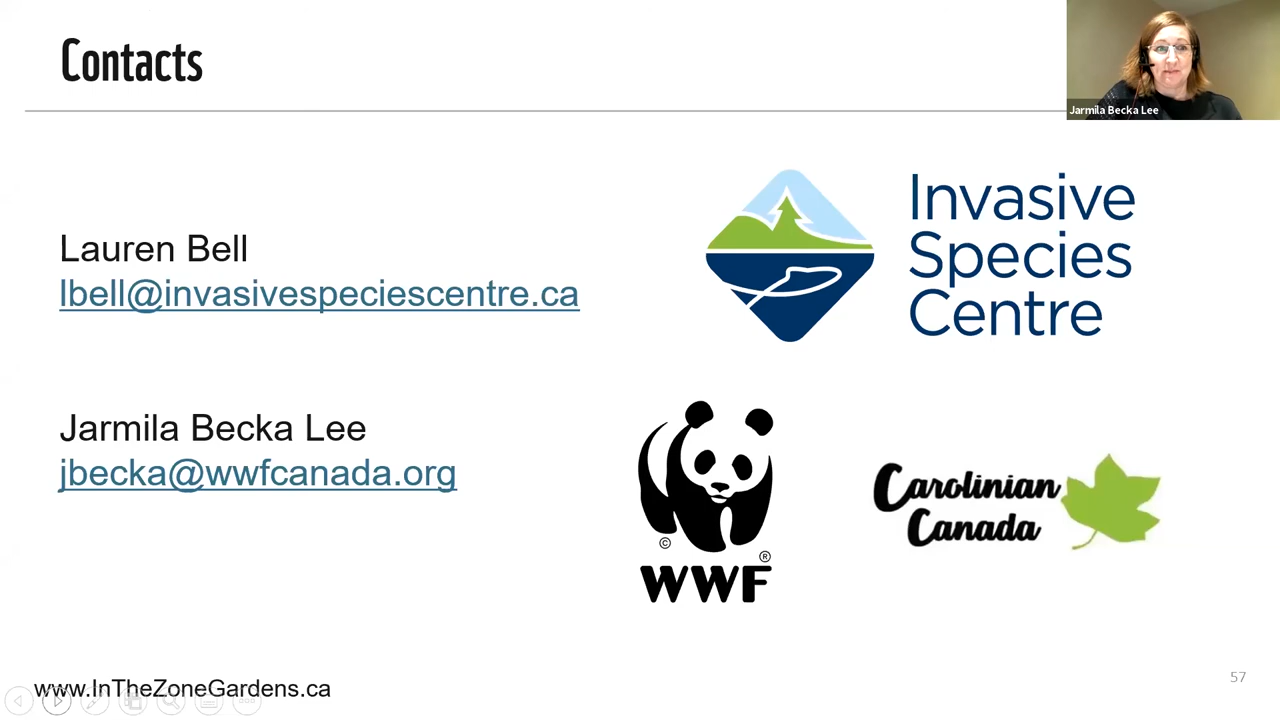 Contacts
Jarmila Becka Lee
Lauren Bell
lbell@invasivespeciescentre.ca
Invasive
Species
Centre
Jarmila Becka Lee
jbecka@wwfcanada.org
©
®
WWF
Carolinian
Canada
www.InTheZoneGardens.ca
57